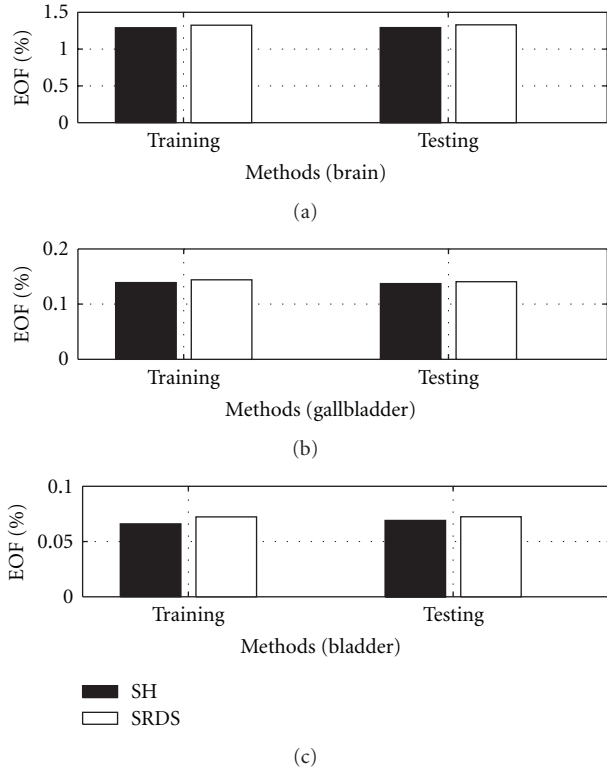 1.5
1
0.5
0
EOF (%)
Training
Testing
Methods (brain)
(a)
0.2
0.1
0
EOF (%)
Training
Testing
Methods (gallbladder)
(b)
0.1
0.05
0
EOF (%)
Training
Testing
Methods (bladder)
SH
SRDS
(c)